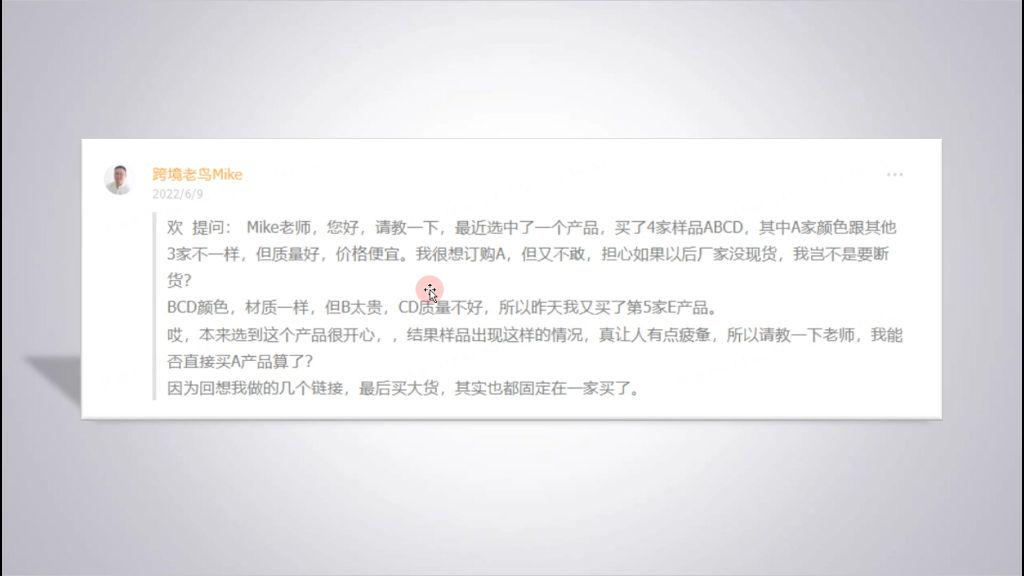 跨境老鸟Mike
2022/6/9
欢 提问： Mike老师，您好，请教一下，最近选中了一个产品，买了4家样品ABCD，其中A家颜色跟其他
3家不一样，但质量好，价格便宜。我很想订购A，但又不敢，担心如果以后厂家没现货，我岂不是要断
货？
BCD颜色，材质一样，但B太贵，CD质量不好，所以昨天我又买了第5家E产品。
哎，本来选到这个产品很开心，，结果样品出现这样的情况，真让人有点疲惫，所以请教一下老师，我能
否直接买A产品算了？
因为回想我做的几个链接，最后买大货，其实也都固定在一家买了。